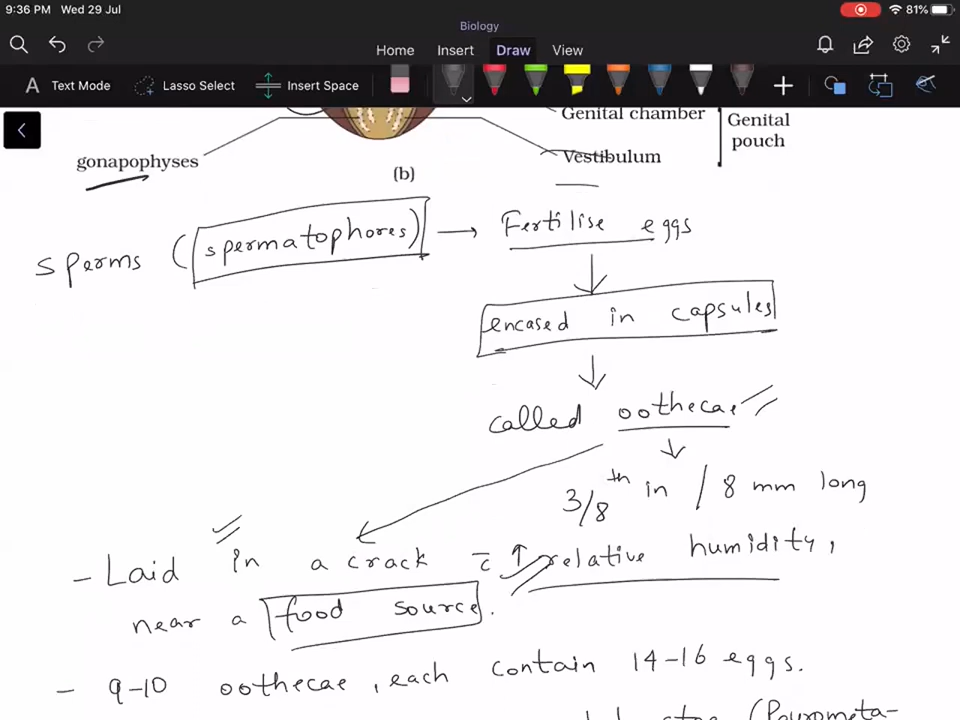 9:36 PM Wed 29 Jul
81%
Biology
Home Insert Draw View
Text Mode Lasso Select Insert Space
Genital chamber
Genital
pouch
gonapophyses
Vestibulum
(b)
sperms (spermatophores) → Fertilise eggs
encased in capsules
called oothecae
3/8th in / 8 mm long
- Laid in a crack c̄ ↑ relative humidity,
near a food source.
- 9-10 oothecae, each contain 14-16 eggs.
(Paurometa-